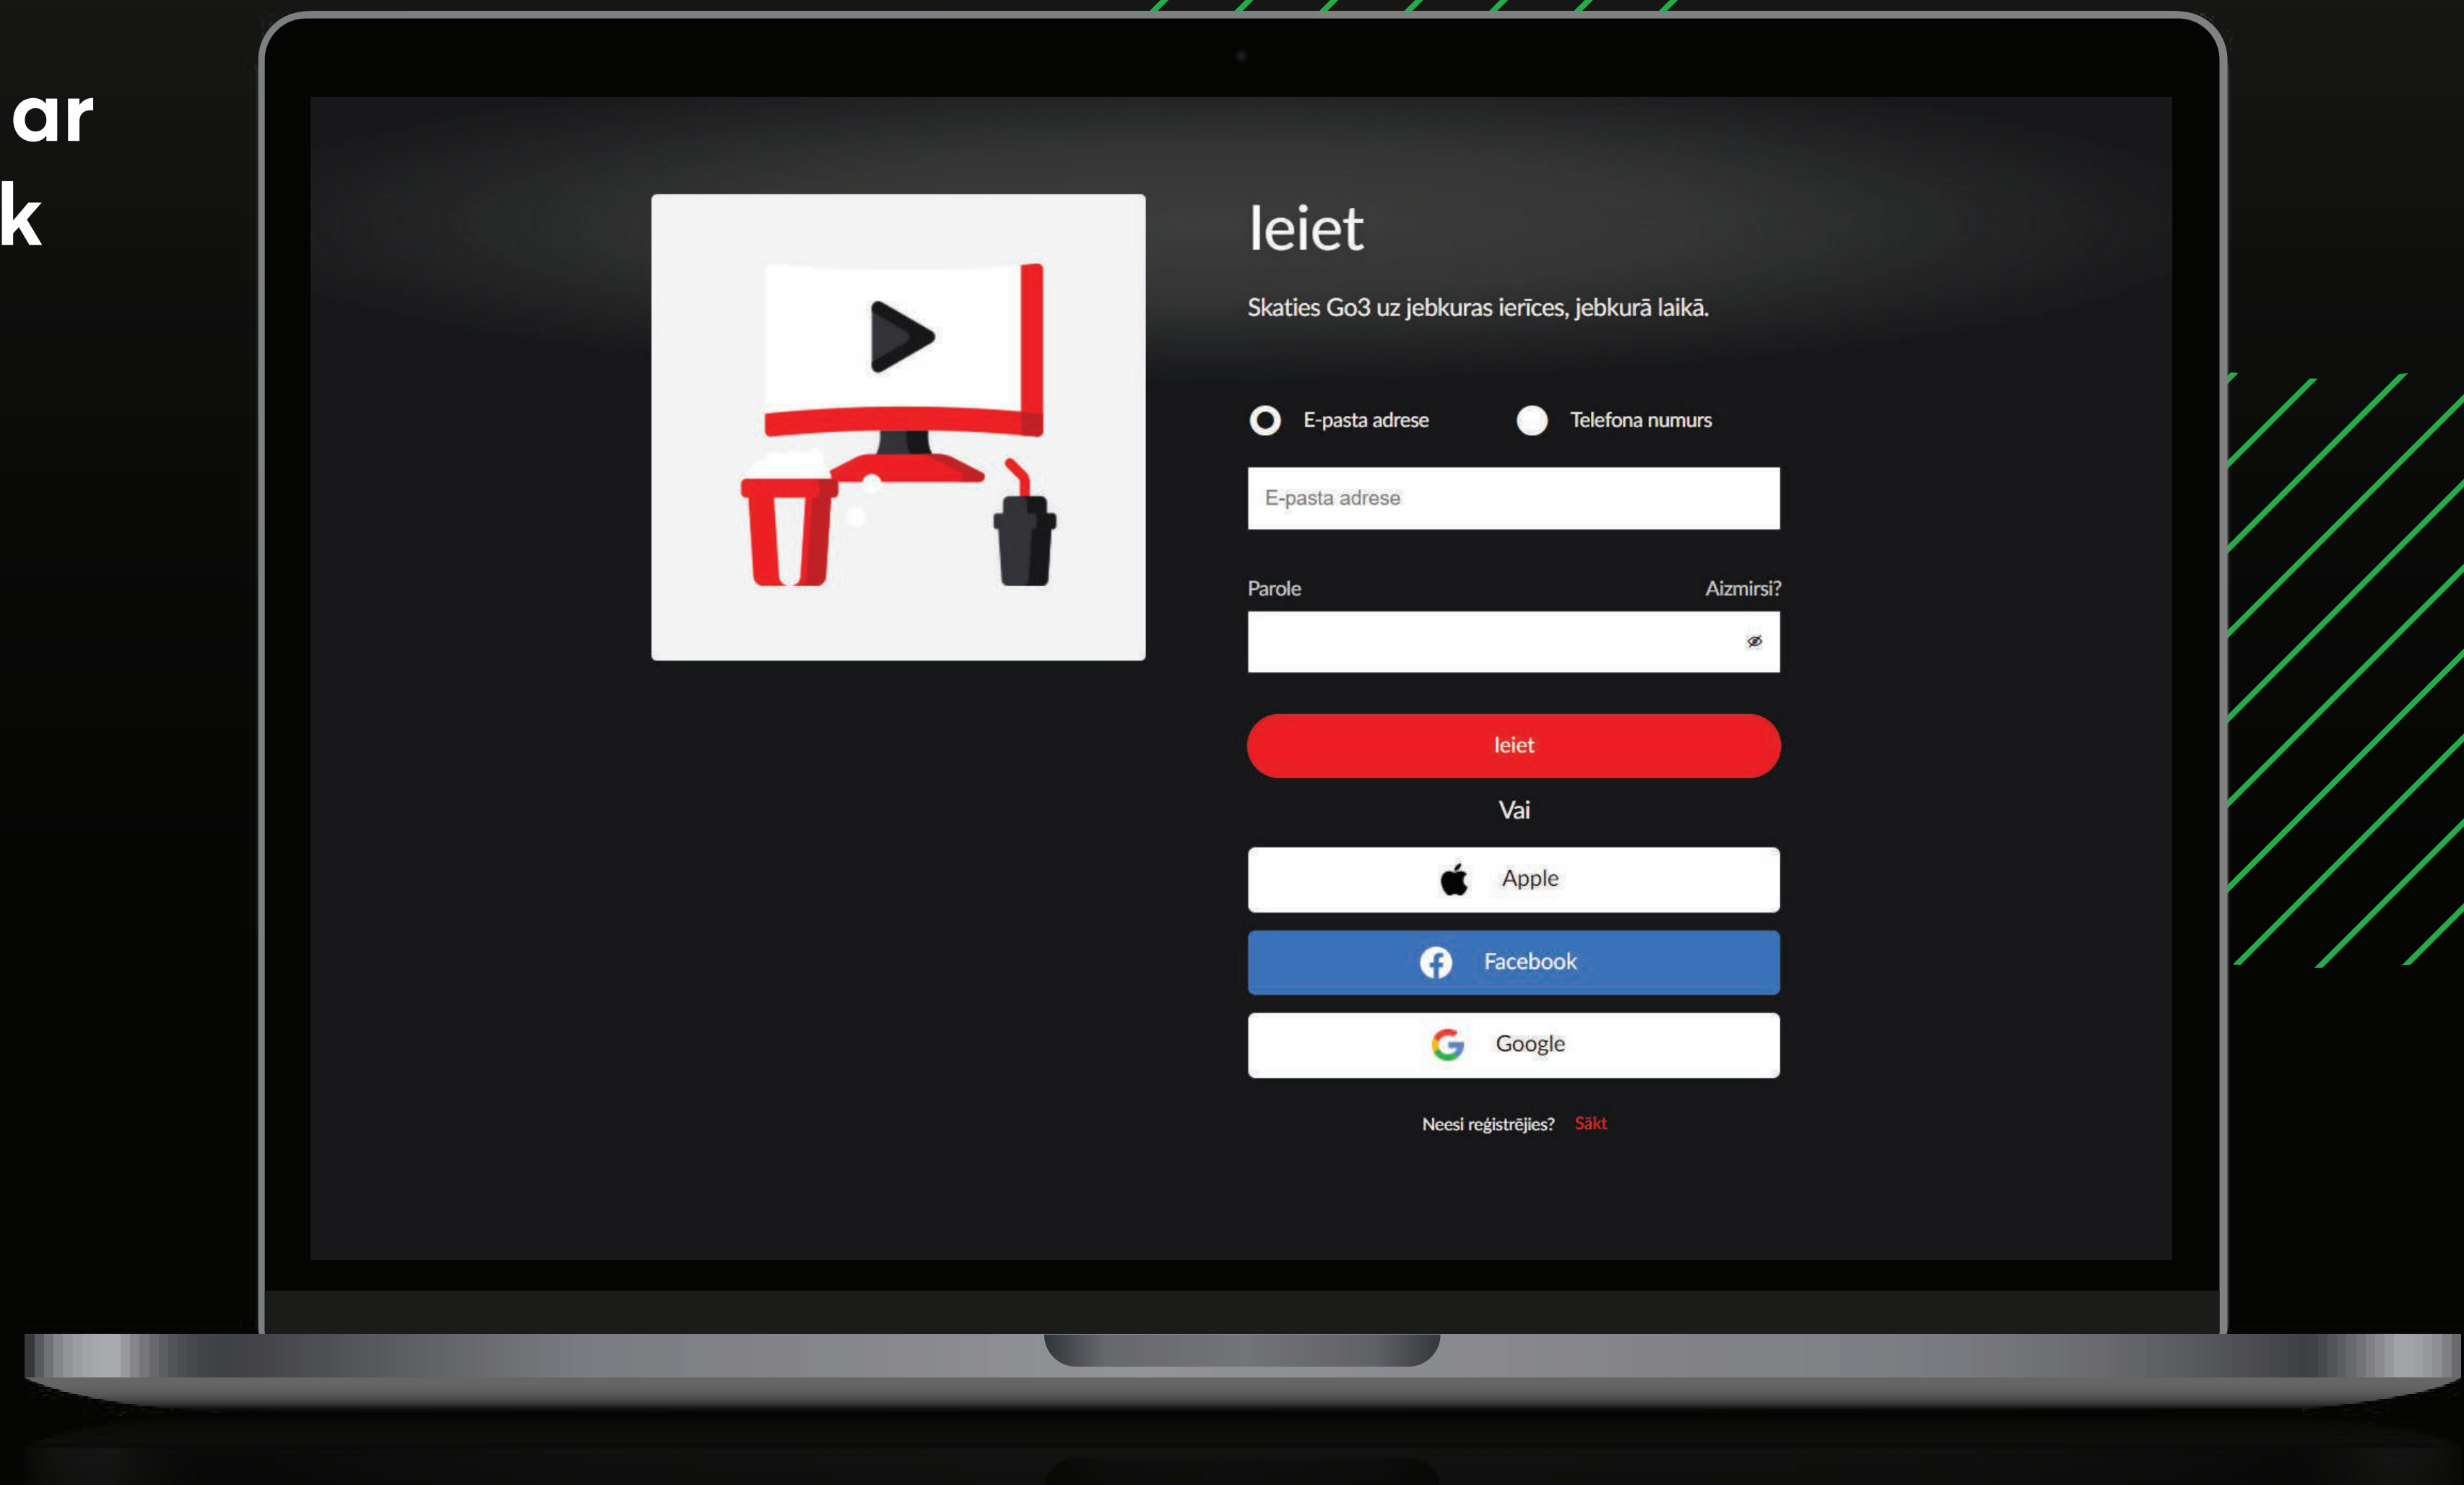 ar
k
Ieiet
Skaties Go3 uz jebkuras ierīces, jebkurā laikā.
E-pasta adrese Telefona numurs
E-pasta adrese
Parole Aizmirsi?
Ieiet
Vai
Apple
Facebook
Google
Neesi reģistrējies? Sākt